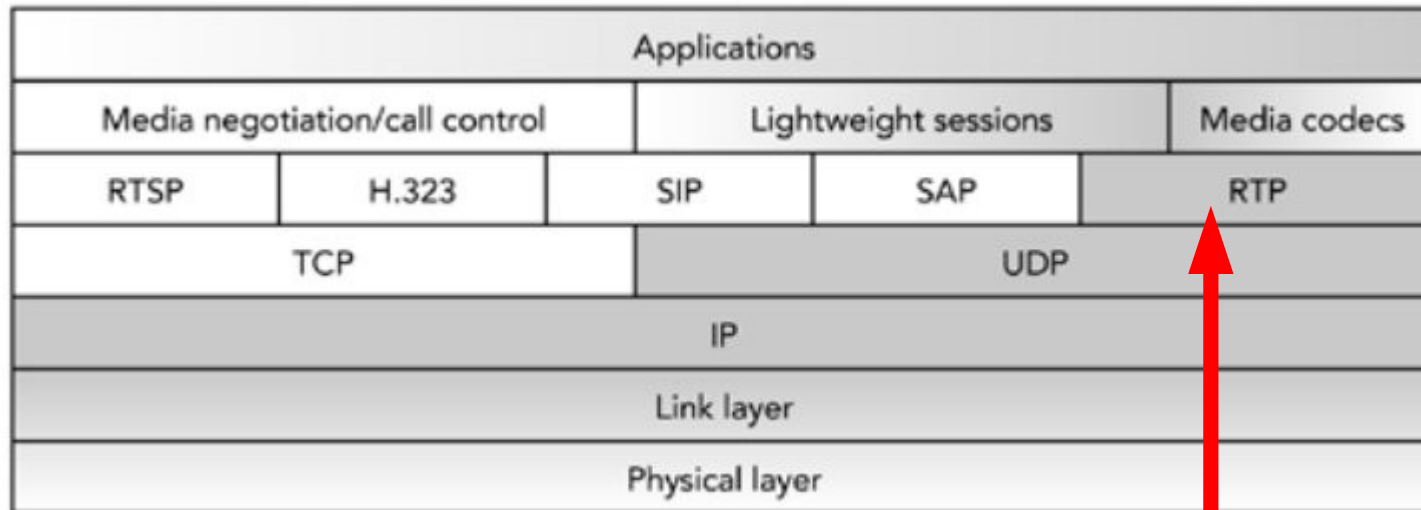 Applications
Media negotiation/call control Lightweight sessions Media codecs
RTSP H.323 SIP SAP RTP
TCP UDP
IP
Link layer
Physical layer